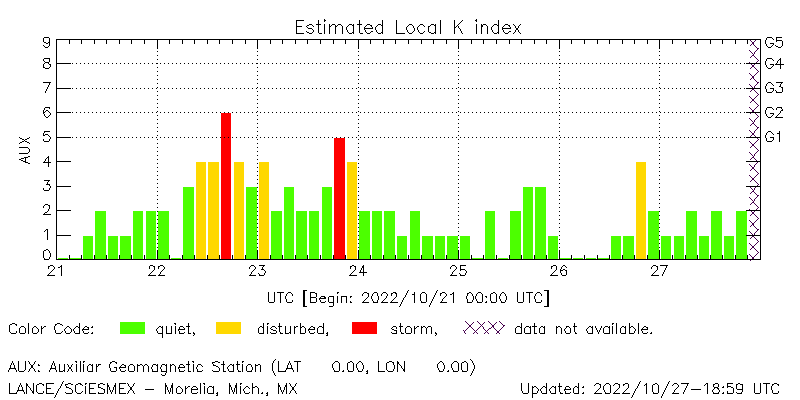 Estimated Local K index
9 G5
8 G4
7 G3
6 G2
5 G1
4
3
2
1
0
AUX
21 22 23 24 25 26 27
UTC [Begin: 2022/10/21 00:00 UTC]
Color Code: quiet, disturbed, storm, data not available.
AUX: Auxiliar Geomagnetic Station (LAT 0.00, LON 0.00)
LANCE/SCiESMEX - Morelia, Mich., MX Updated: 2022/10/27-18:59 UTC